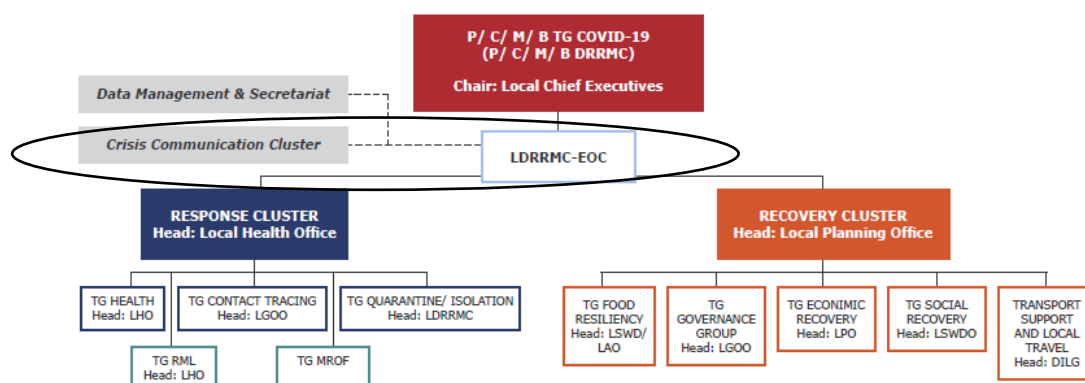 P/ C/ M/ B TG COVID-19
(P/ C/ M/ B DRRMC)
Chair: Local Chief Executives
Data Management & Secretariat
Crisis Communication Cluster
LDRRMC-EOC
RESPONSE CLUSTER
Head: Local Health Office
RECOVERY CLUSTER
Head: Local Planning Office
TG HEALTH
Head: LHO
TG CONTACT TRACING
Head: LGOO
TG QUARANTINE/ ISOLATION
Head: LDRRMC
TG RML
Head: LHO
TG MROF
TG FOOD
RESILIENCY
Head: LSWD/
LAO
TG
GOVERNANCE
GROUP
Head: LGOO
TG ECONIMIC
RECOVERY
Head: LPO
TG SOCIAL
RECOVERY
Head: LSWDO
TRANSPORT
SUPPORT
AND LOCAL
TRAVEL
Head: DILG